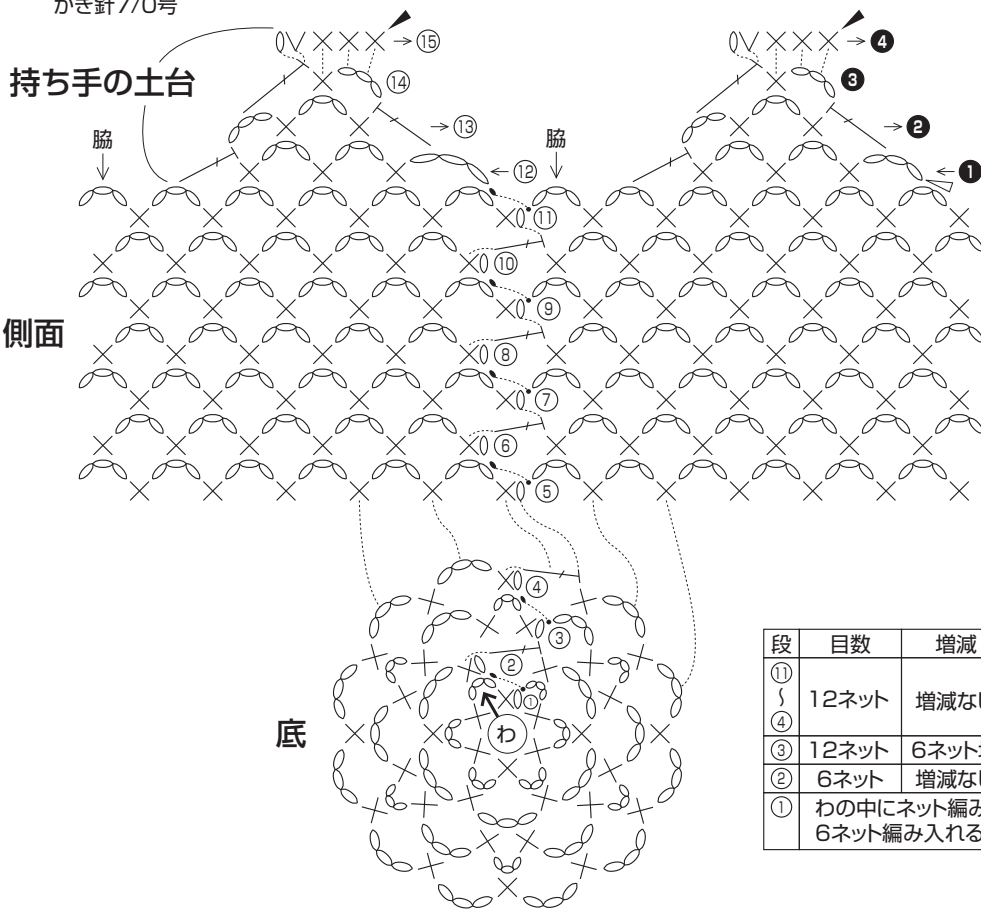 かぎ針7/0号
→⑮
→❹
持ち手の土台
⑭
❸
→⑬
→❷
脇
脇
←⑫
←❶
⑪
⑩
⑨
側面
⑧
⑦
⑥
⑤
④
③
②
①
底
わ
段 目数 増減
⑪〜④ 12ネット 増減な
③ 12ネット 6ネット
② 6ネット 増減な
① わの中にネット編み
6ネット編み入れる